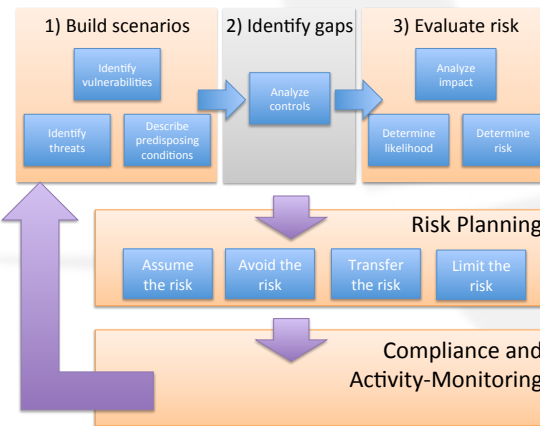 1) Build scenarios
Identify
vulnerabilities
Identify
threats
Describe
predisposing
conditions
2) Identify gaps
Analyze
controls
3) Evaluate risk
Analyze
impact
Determine
likelihood
Determine
risk
Risk Planning
Assume
the risk
Avoid the
risk
Transfer
the risk
Limit the
risk
Compliance and
Activity-Monitoring